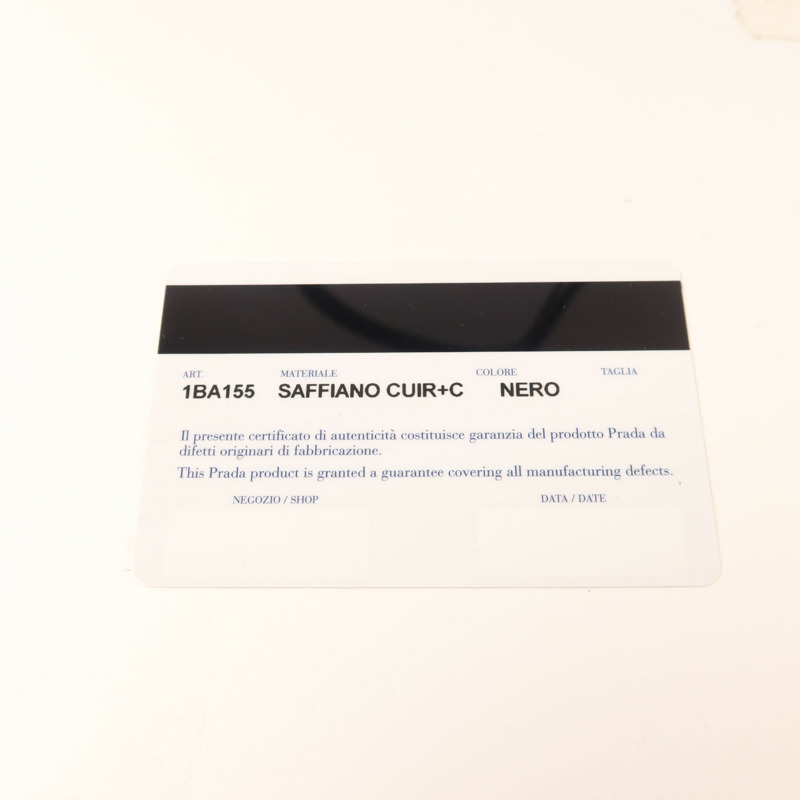 ART. MATERIALE COLORE TAGLIA
1BA155 SAFFIANO CUIR+C NERO
Il presente certificato di autenticità costituisce garanzia del prodotto Prada da
difetti originari di fabbricazione.
This Prada product is granted a guarantee covering all manufacturing defects.
NEGOZIO / SHOP DATA / DATE